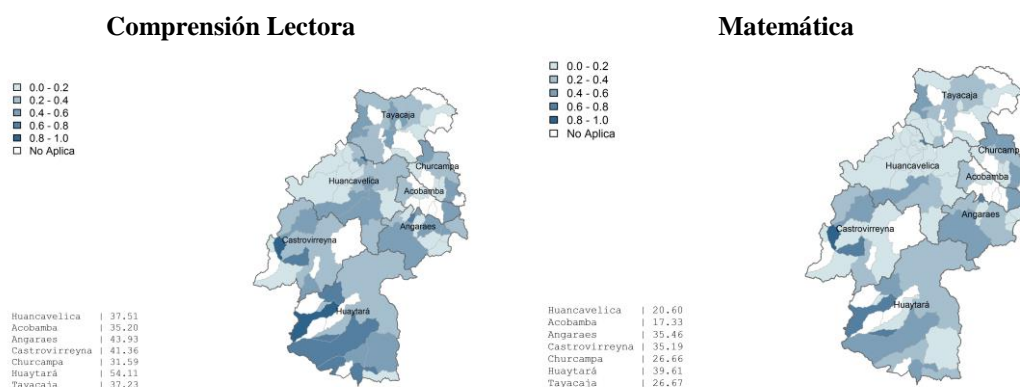 Comprensión Lectora
0.0 - 0.2
0.2 - 0.4
0.4 - 0.6
0.6 - 0.8
0.8 - 1.0
No Aplica
Tayacaja
Churcampa
Huancavelica
Acobamba
Angaraes
Castrovirreyna
Huaytará
Huancavelica | 37.51
Acobamba | 35.20
Angaraes | 43.93
Castrovirreyna | 41.36
Churcampa | 31.59
Huaytará | 54.11
Tayacaja | 37.23
Matemática
0.0 - 0.2
0.2 - 0.4
0.4 - 0.6
0.6 - 0.8
0.8 - 1.0
No Aplica
Tayacaja
Churcampa
Huancavelica
Acobamba
Angaraes
Castrovirreyna
Huaytará
Huancavelica | 20.60
Acobamba | 17.33
Angaraes | 35.46
Castrovirreyna | 35.19
Churcampa | 26.66
Huaytará | 39.61
Tayacaja | 26.67